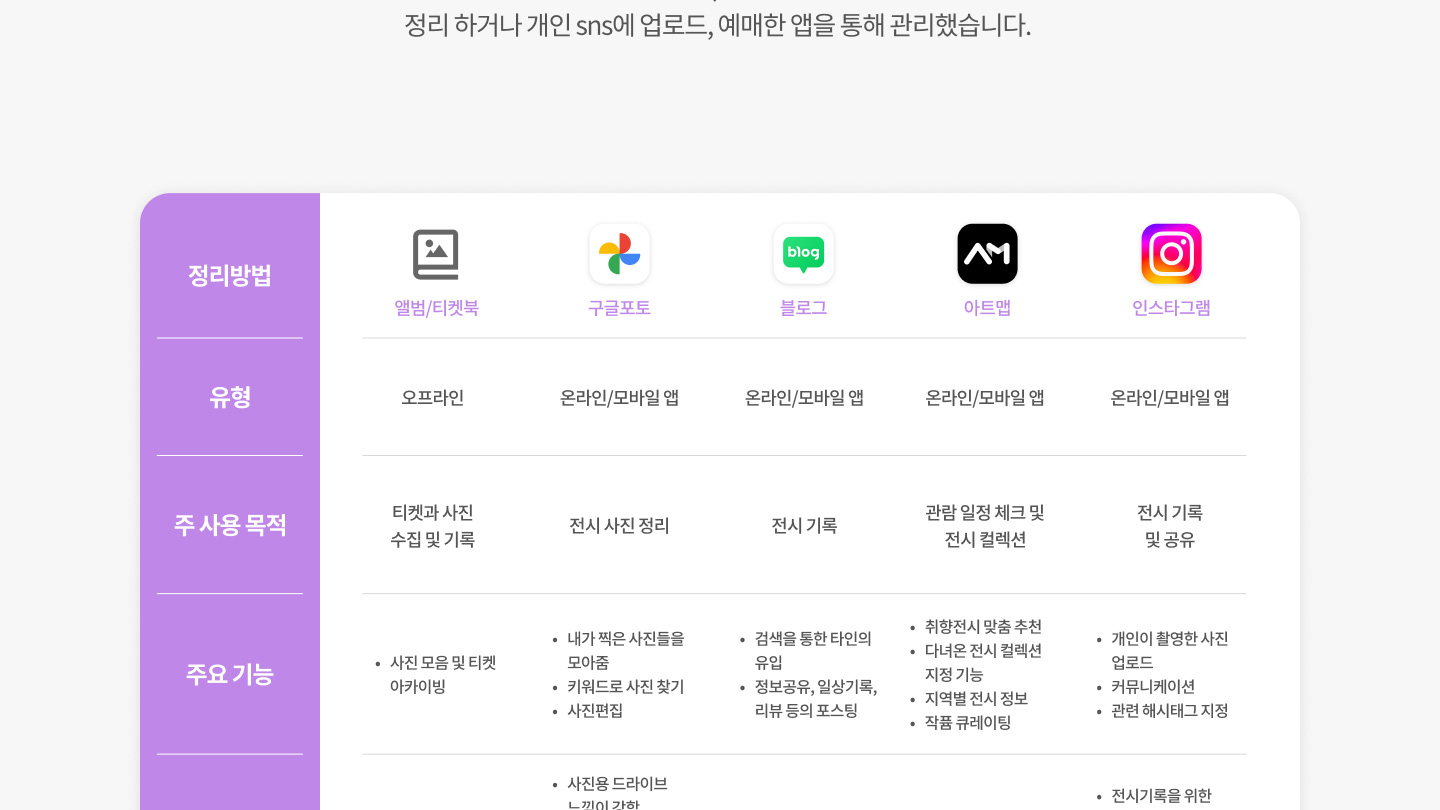 정리 하거나 개인 sns에 업로드, 예매한 앱을 통해 관리했습니다.
정리방법
앨범/티켓북
구글포토
blog
블로그
AM
아트맵
인스타그램
유형
오프라인
온라인/모바일 앱
온라인/모바일 앱
온라인/모바일 앱
온라인/모바일 앱
주 사용 목적
티켓과 사진
수집 및 기록
전시 사진 정리
전시 기록
관람 일정 체크 및
전시 컬렉션
전시 기록
및 공유
주요 기능
• 사진 모음 및 티켓
아카이빙
• 내가 찍은 사진들을
모아줌
• 키워드로 사진 찾기
• 사진편집
• 검색을 통한 타인의
유입
• 정보공유, 일상기록,
리뷰 등의 포스팅
• 취향전시 맞춤 추천
• 다녀온 전시 컬렉션
지정 기능
• 지역별 전시 정보
• 작품 큐레이팅
• 개인이 촬영한 사진
업로드
• 커뮤니케이션
• 관련 해시태그 지정
• 사진용 드라이브
느낌이 강함
• 전시기록을 위한